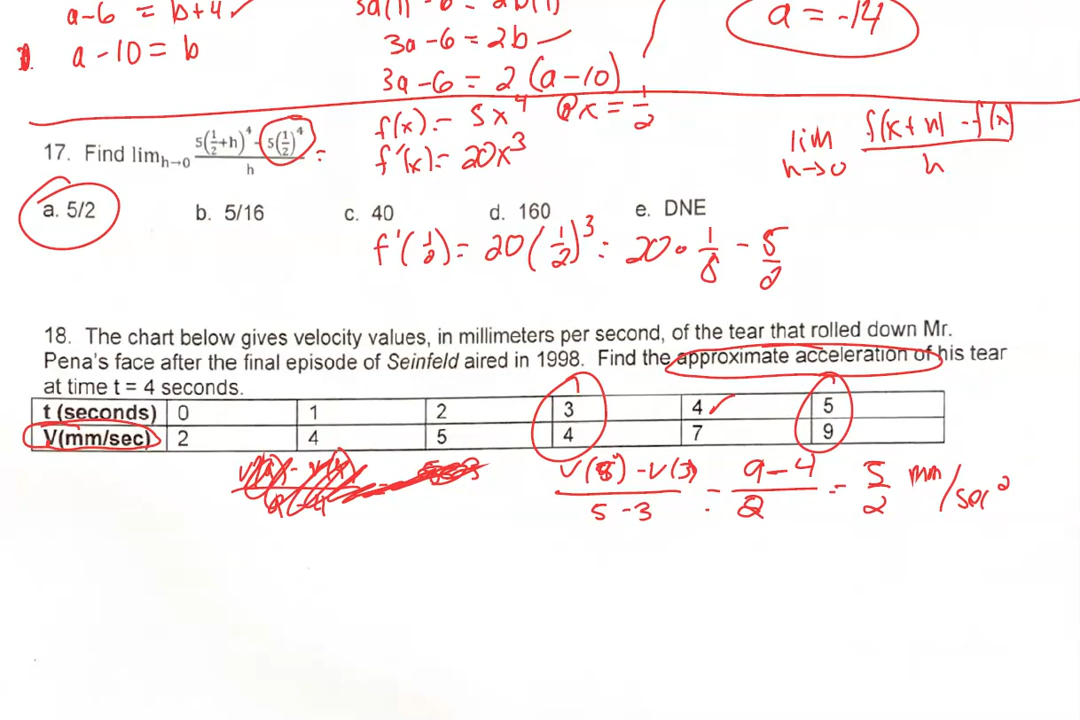 a-6 = b+4 ✓
a-10 = b
3a-6 = 2b
3a-6 = 2(a-10)
a = -14
f(x) = 5x^4 @ x = 1/2
f'(x) = 20x^3
lim h→0 f(x+h) - f(x) / h
17. Find lim_{h→0} 5(1/2+h)^4 - 5(1/2)^4 / h =
a. 5/2 b. 5/16 c. 40 d. 160 e. DNE
f'(1/2) = 20(1/2)^3 = 20 · 1/8 = 5/2
18. The chart below gives velocity values, in millimeters per second, of the tear that rolled down Mr.
Pena's face after the final episode of Seinfeld aired in 1998. Find the approximate acceleration of his tear
at time t = 4 seconds.
t (seconds) 0 1 2 3 4 ✓ 5
V(mm/sec) 2 4 5 4 7 9
v(5) - v(3) / 5-3 = 9-4 / 2 = 5/2 mm/sec^2